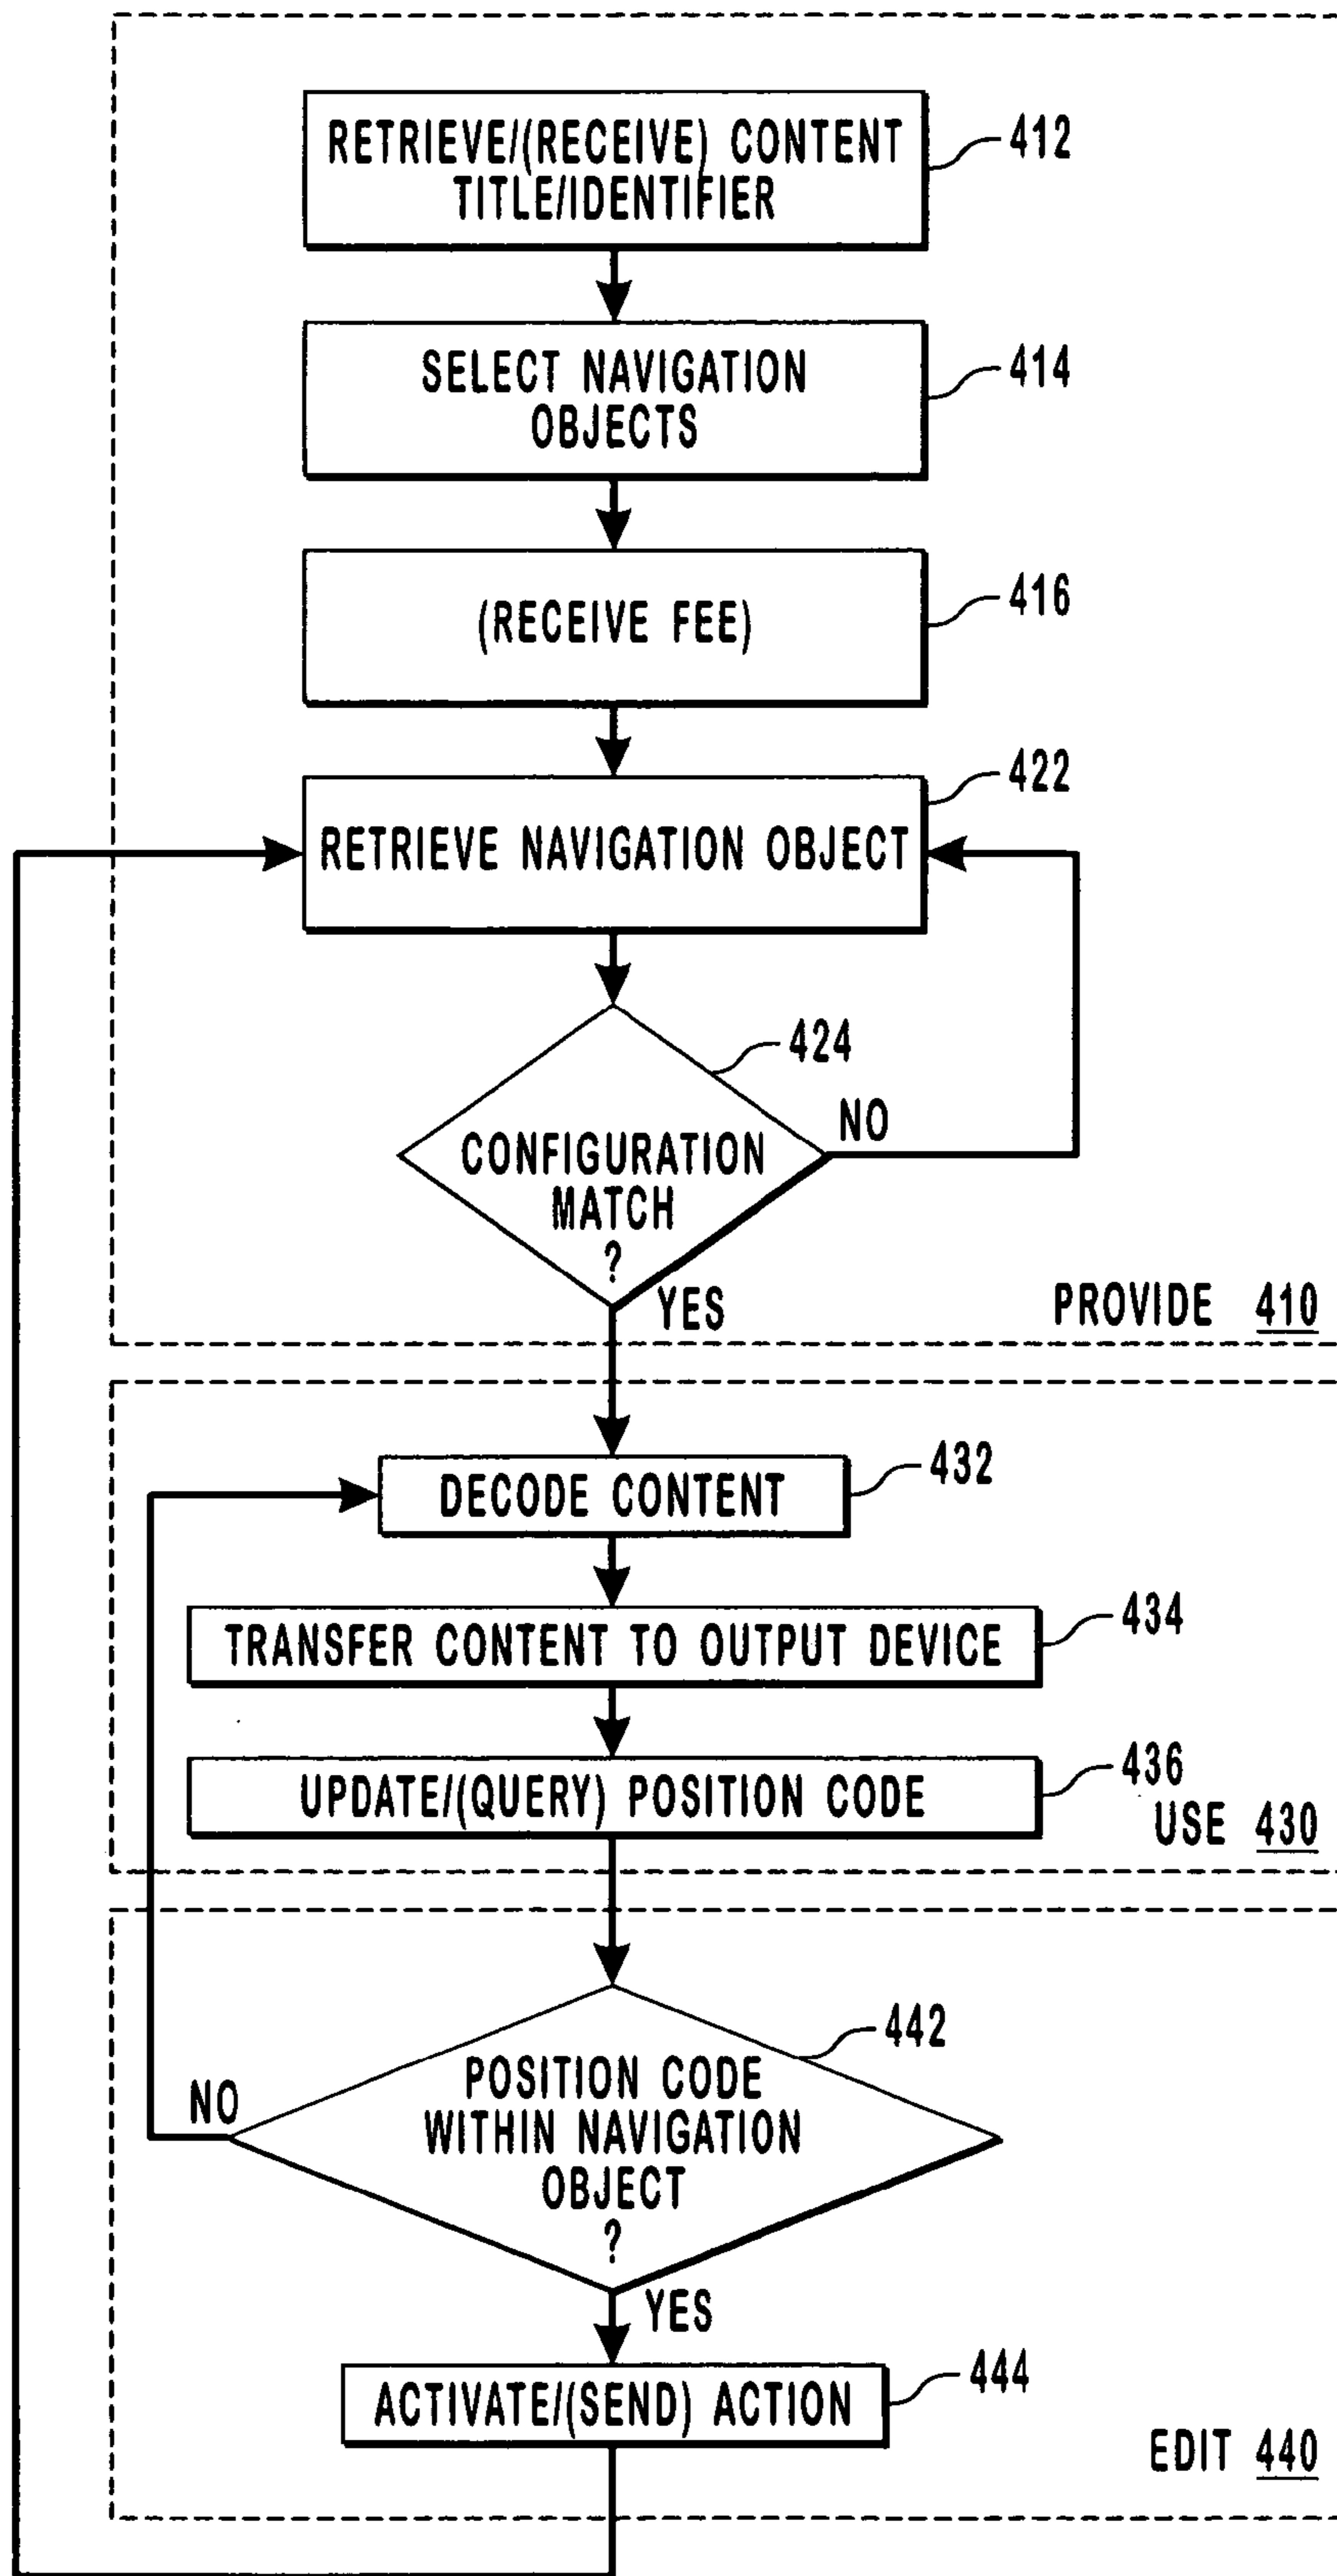 RETRIEVE/(RECEIVE) CONTENT
TITLE/IDENTIFIER
412
SELECT NAVIGATION
OBJECTS
414
(RECEIVE FEE)
416
422
RETRIEVE NAVIGATION OBJECT
424
CONFIGURATION
MATCH
?
NO
YES
PROVIDE 410
DECODE CONTENT
432
TRANSFER CONTENT TO OUTPUT DEVICE
434
UPDATE/(QUERY) POSITION CODE
436
USE 430
442
POSITION CODE
WITHIN NAVIGATION
OBJECT
?
NO
YES
ACTIVATE/(SEND) ACTION
444
EDIT 440